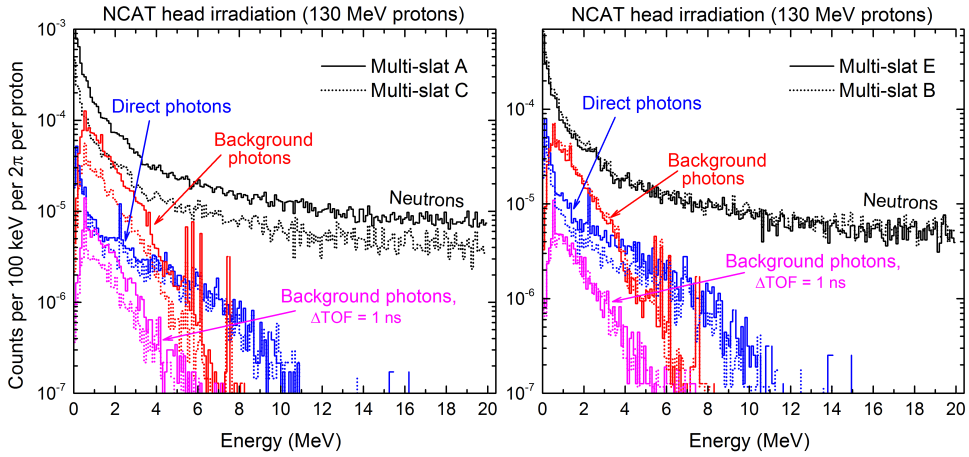 NCAT head irradiation (130 MeV protons)
Counts per 100 keV per 2π per proton
10⁻³
10⁻⁴
10⁻⁵
10⁻⁶
10⁻⁷
Multi-slat A
Multi-slat C
Direct photons
Background
photons
Neutrons
Background photons,
ΔTOF = 1 ns
0 2 4 6 8 10 12 14 16 18 20
Energy (MeV)
NCAT head irradiation (130 MeV protons)
10⁻⁴
10⁻⁵
10⁻⁶
10⁻⁷
Multi-slat E
Multi-slat B
Direct photons
Background
photons
Neutrons
Background photons,
ΔTOF = 1 ns
0 2 4 6 8 10 12 14 16 18 20
Energy (MeV)